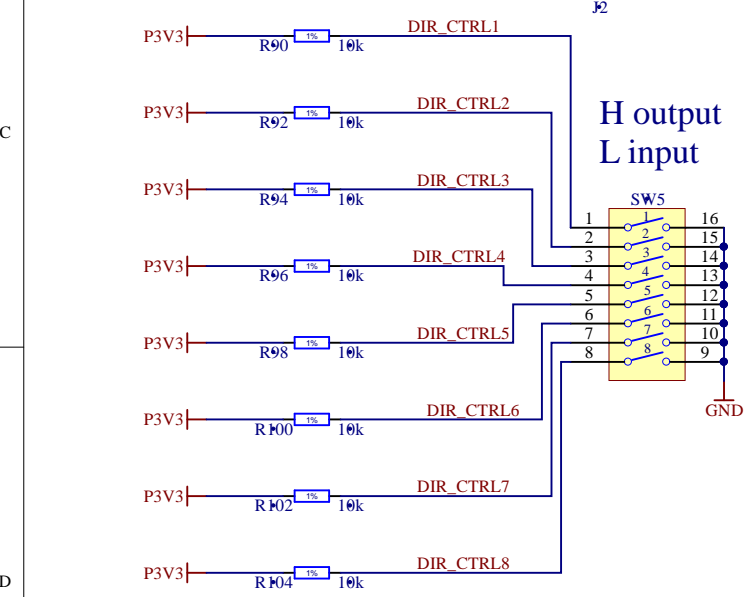 J2
DIR_CTRL1
P3V3
1%
R90
10k
C
DIR_CTRL2
P3V3
1%
R92
10k
H output
L input
DIR_CTRL3
P3V3
1%
R94
10k
SW5
1
1
16
2
2
15
3
3
14
4
4
13
5
5
12
6
6
11
7
7
10
8
8
9
GND
DIR_CTRL4
P3V3
1%
R96
10k
DIR_CTRL5
P3V3
1%
R98
10k
DIR_CTRL6
P3V3
1%
R100
10k
DIR_CTRL7
P3V3
1%
R102
10k
DIR_CTRL8
P3V3
1%
R104
10k
D